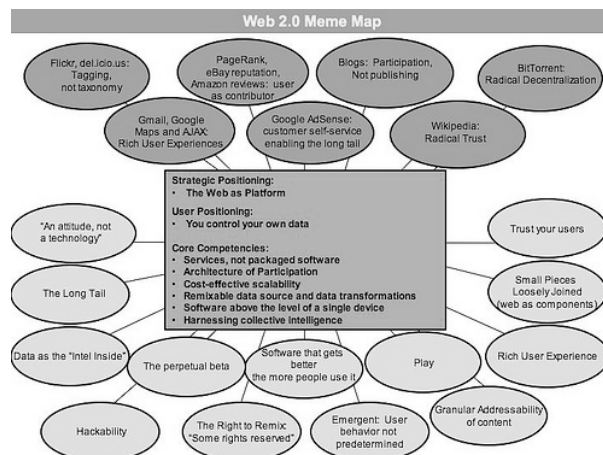 Web 2.0 Meme Map
Flickr, del.icio.us:
Tagging,
not taxonomy
PageRank,
eBay reputation,
Amazon reviews: user
as contributor
Blogs: Participation,
Not publishing
BitTorrent:
Radical Decentralization
Gmail, Google
Maps and AJAX:
Rich User Experiences
Google AdSense:
customer self-service
enabling the long tail
Wikipedia:
Radical Trust
Strategic Positioning:
• The Web as Platform
User Positioning:
• You control your own data
Core Competencies:
• Services, not packaged software
• Architecture of Participation
• Cost-effective scalability
• Remixable data source and data transformations
• Software above the level of a single device
• Harnessing collective intelligence
"An attitude, not
a technology"
Trust your users
The Long Tail
Small Pieces
Loosely Joined
(web as components)
Data as the "Intel Inside"
The perpetual beta
Software that gets
better
the more people use it
Play
Rich User Experience
Hackability
The Right to Remix:
"Some rights reserved"
Emergent: User
behavior not
predetermined
Granular Addressability
of content